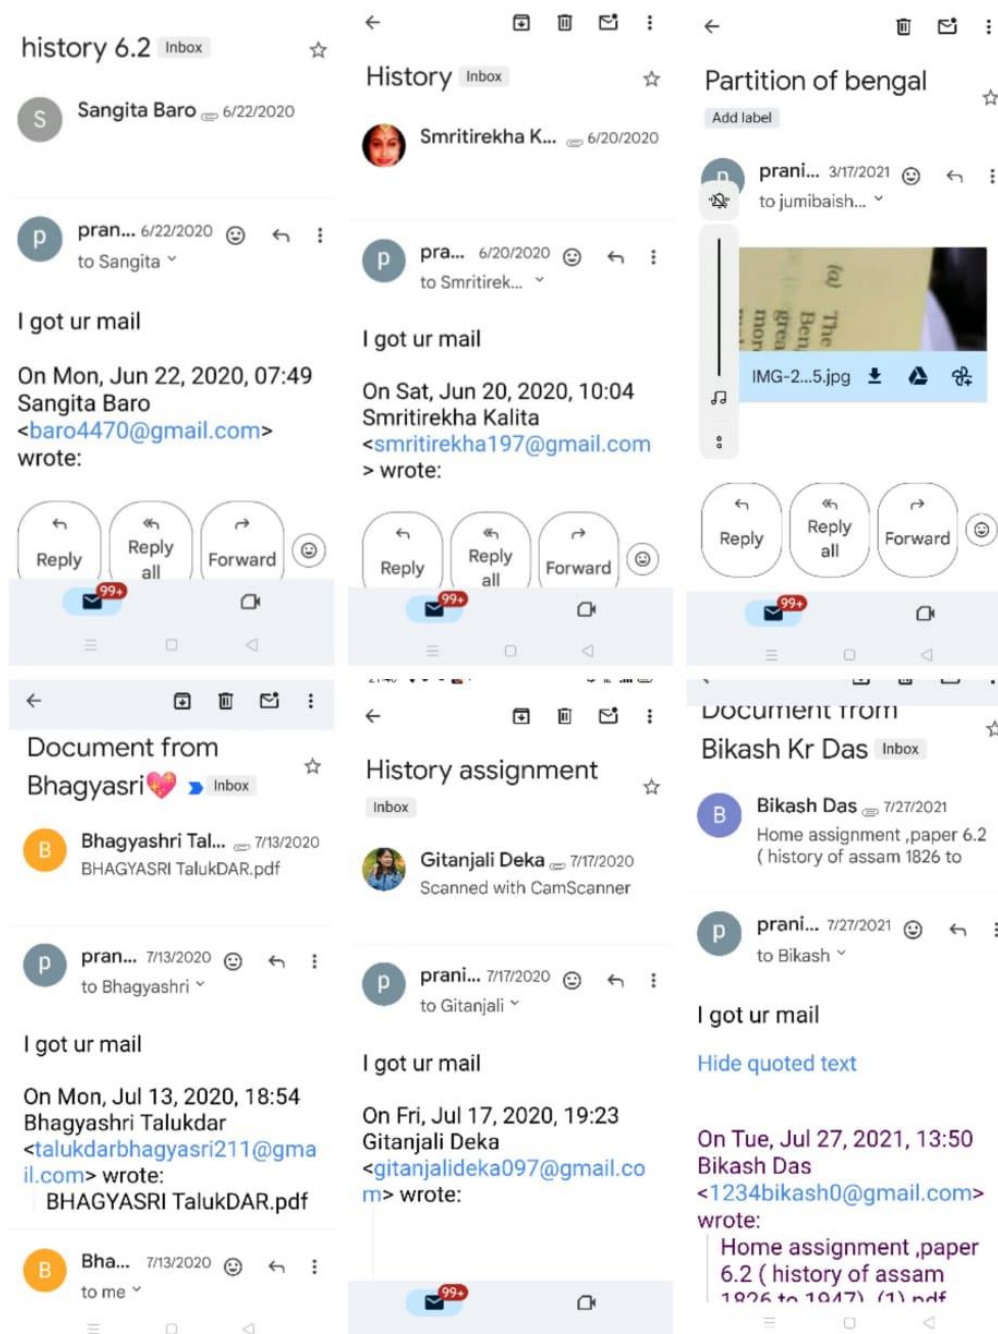 history 6.2 Inbox
S
Sangita Baro 6/22/2020
p
pran... 6/22/2020
to Sangita
I got ur mail
On Mon, Jun 22, 2020, 07:49
Sangita Baro
<baro4470@gmail.com>
wrote:
Reply
Reply
all
Forward
99+
History Inbox
Smritirekha K... 6/20/2020
p
pra... 6/20/2020
to Smritirek...
I got ur mail
On Sat, Jun 20, 2020, 10:04
Smritirekha Kalita
<smritirekha197@gmail.com
> wrote:
Reply
Reply
all
Forward
99+
Partition of bengal
Add label
p
prani... 3/17/2021
to jumibaish...
(a) The
Ben
grea
mor
IMG-2...5.jpg
Reply
Reply
all
Forward
99+
Document from
Bhagyasri💖 Inbox
B
Bhagyashri Tal... 7/13/2020
BHAGYASRI TalukDAR.pdf
p
pran... 7/13/2020
to Bhagyashri
I got ur mail
On Mon, Jul 13, 2020, 18:54
Bhagyashri Talukdar
<talukdarbhagyasri211@gma
il.com> wrote:
BHAGYASRI TalukDAR.pdf
B
Bha... 7/13/2020
to me
History assignment
Inbox
Gitanjali Deka 7/17/2020
Scanned with CamScanner
p
prani... 7/17/2020
to Gitanjali
I got ur mail
On Fri, Jul 17, 2020, 19:23
Gitanjali Deka
<gitanjalideka097@gmail.co
m> wrote:
99+
Document from
Bikash Kr Das Inbox
B
Bikash Das 7/27/2021
Home assignment ,paper 6.2
( history of assam 1826 to
p
prani... 7/27/2021
to Bikash
I got ur mail
Hide quoted text
On Tue, Jul 27, 2021, 13:50
Bikash Das
<1234bikash0@gmail.com>
wrote:
Home assignment ,paper
6.2 ( history of assam
1826 to 1947) (1).pdf